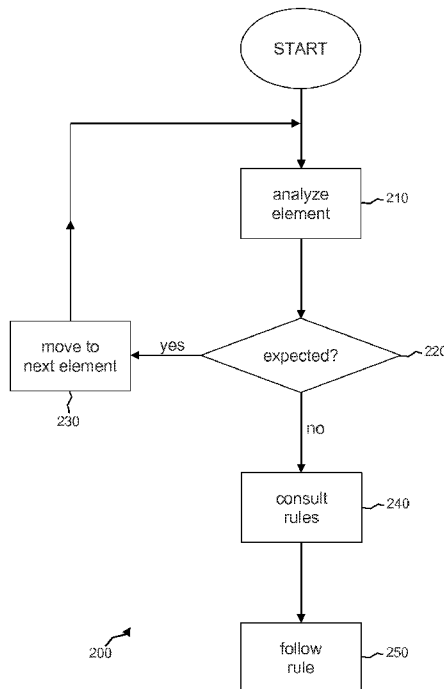 START
analyze
element
210
expected?
220
yes
move to
next element
230
no
consult
rules
240
200
follow
rule
250